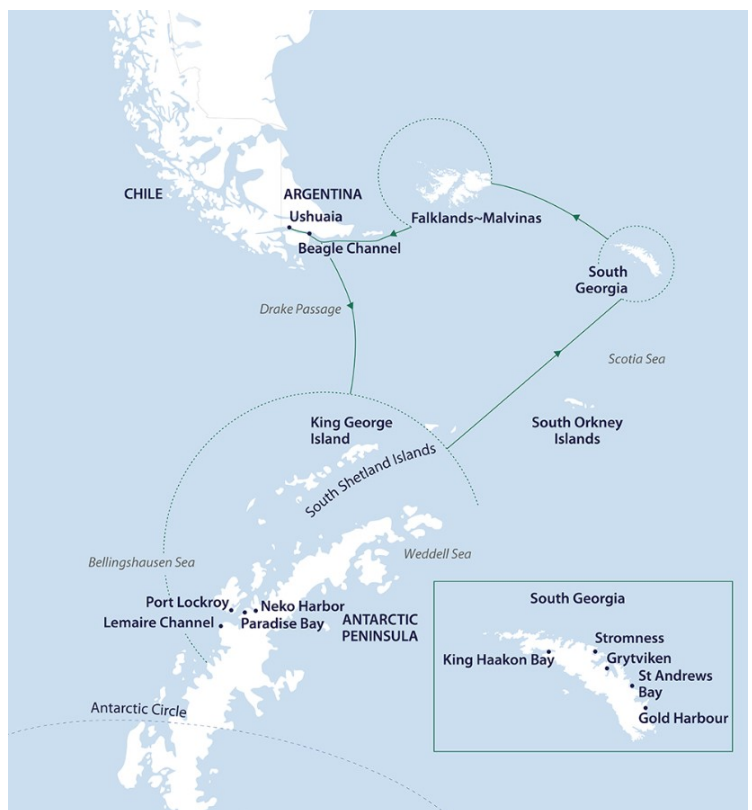 CHILE
ARGENTINA
Ushuaia
Beagle Channel
Falklands~Malvinas
South
Georgia
Drake Passage
Scotia Sea
King George
Island
South Shetland Islands
South Orkney
Islands
Bellingshausen Sea
Weddell Sea
Port Lockroy
Neko Harbor
Lemaire Channel
Paradise Bay
ANTARCTIC
PENINSULA
Antarctic Circle
South Georgia
Stromness
King Haakon Bay
Grytviken
St Andrews
Bay
Gold Harbour